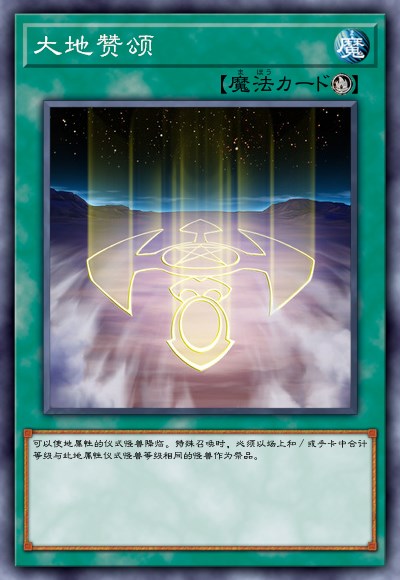 大地赞颂
魔
まほう
【魔法カード】
可以使地属性的仪式怪兽降临。特殊召唤时，必须以场上和／或手卡中合计
等级与此地属性仪式怪兽等级相同的怪兽作为祭品。